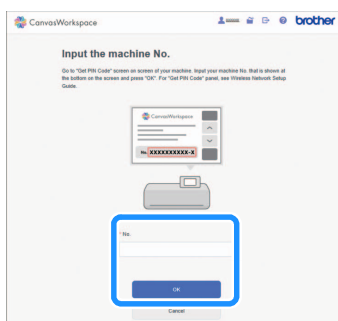 CanvasWorkspace
brother
Input the machine No.
Go to "Get PIN Code" screen on screen of your machine. Input your machine No. that is shown at
the bottom on the screen and press "OK". For "Get PIN Code" panel, see Wireless Network Setup
Guide.
CanvasWorkspace
No. XXXXXXXXXX-X
* No.
OK
Cancel